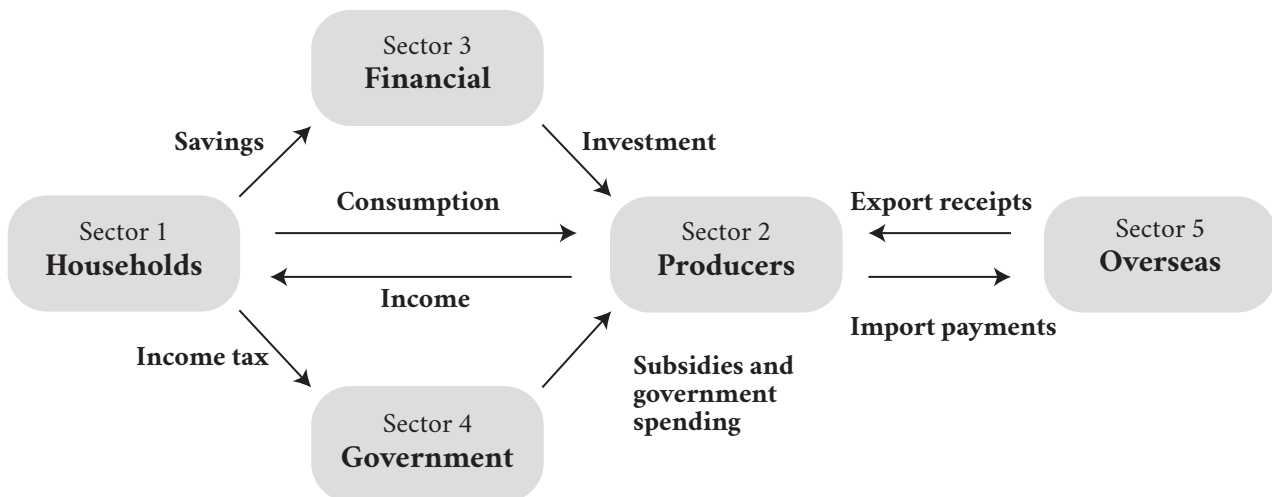 Sector 3
Financial
Savings
Investment
Consumption
Export receipts
Sector 1
Households
Sector 2
Producers
Sector 5
Overseas
Income
Import payments
Income tax
Subsidies and
government
spending
Sector 4
Government